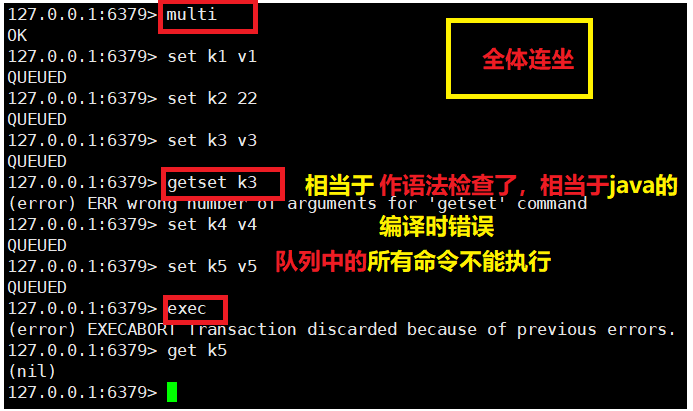 127.0.0.1:6379> multi
OK
全体连坐
127.0.0.1:6379> set k1 v1
QUEUED
127.0.0.1:6379> set k2 22
QUEUED
127.0.0.1:6379> set k3 v3
QUEUED
127.0.0.1:6379> getset k3
相当于 作语法检查了，相当于java的
编译时错误
(error) ERR wrong number of arguments for 'getset' command
127.0.0.1:6379> set k4 v4
QUEUED
127.0.0.1:6379> set k5 v5
队列中的所有命令不能执行
QUEUED
127.0.0.1:6379> exec
(error) EXECABORT Transaction discarded because of previous errors.
127.0.0.1:6379> get k5
(nil)
127.0.0.1:6379>